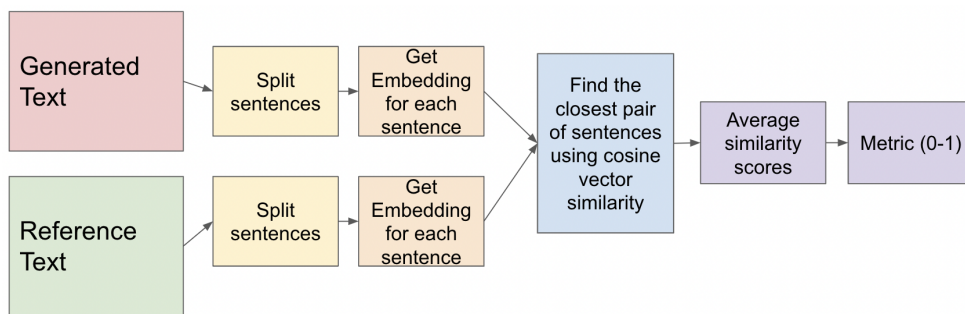 Generated
Text
Split
sentences
Get
Embedding
for each
sentence
Reference
Text
Split
sentences
Get
Embedding
for each
sentence
Find the
closest pair
of sentences
using cosine
vector
similarity
Average
similarity
scores
Metric (0-1)